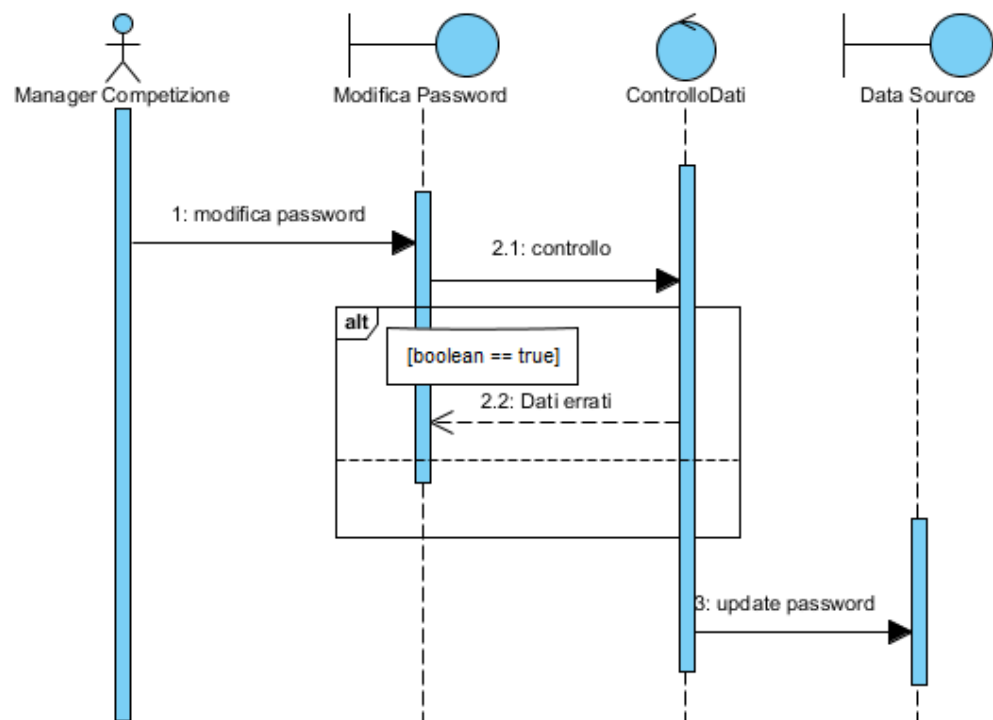 Manager Competizione
Modifica Password
ControlloDati
Data Source
1: modifica password
2.1: controllo
alt
[boolean == true]
2.2: Dati errati
3: update password